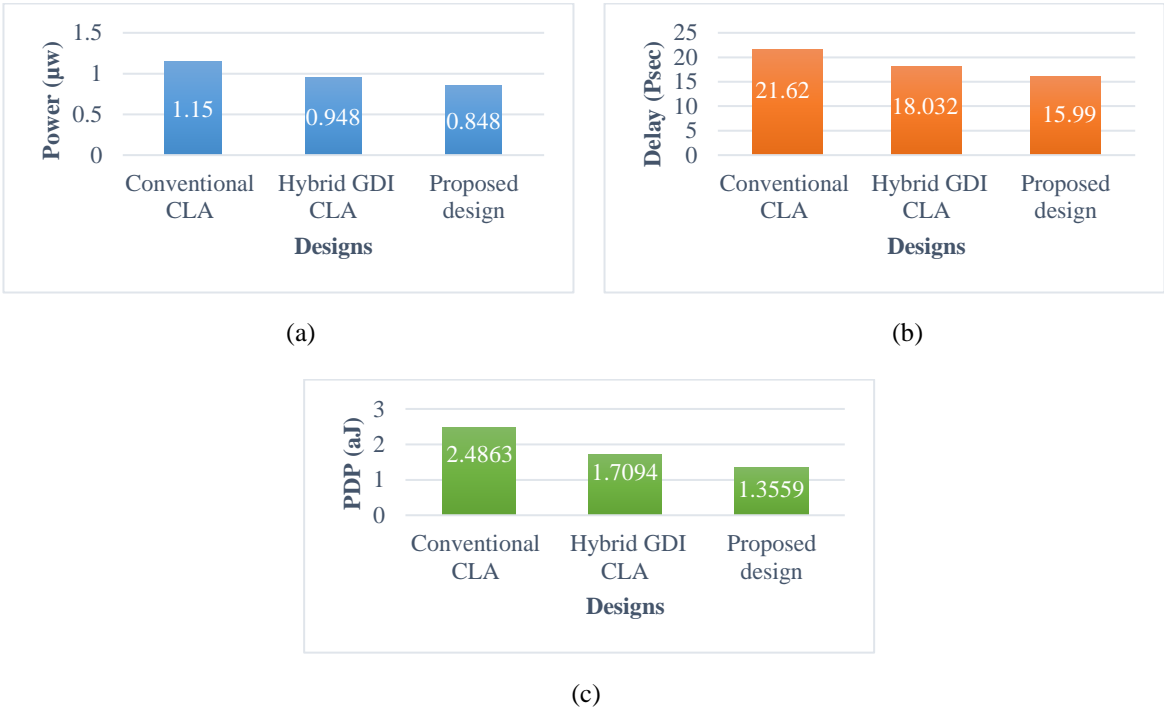 Power (μw)
1.5
1
0.5
0
1.15
0.948
0.848
Conventional CLA
Hybrid GDI CLA
Proposed design
Designs
(a)
Delay (Psec)
25
20
15
10
5
0
21.62
18.032
15.99
Conventional CLA
Hybrid GDI CLA
Proposed design
Designs
(b)
PDP (aJ)
3
2
1
0
2.4863
1.7094
1.3559
Conventional CLA
Hybrid GDI CLA
Proposed design
Designs
(c)